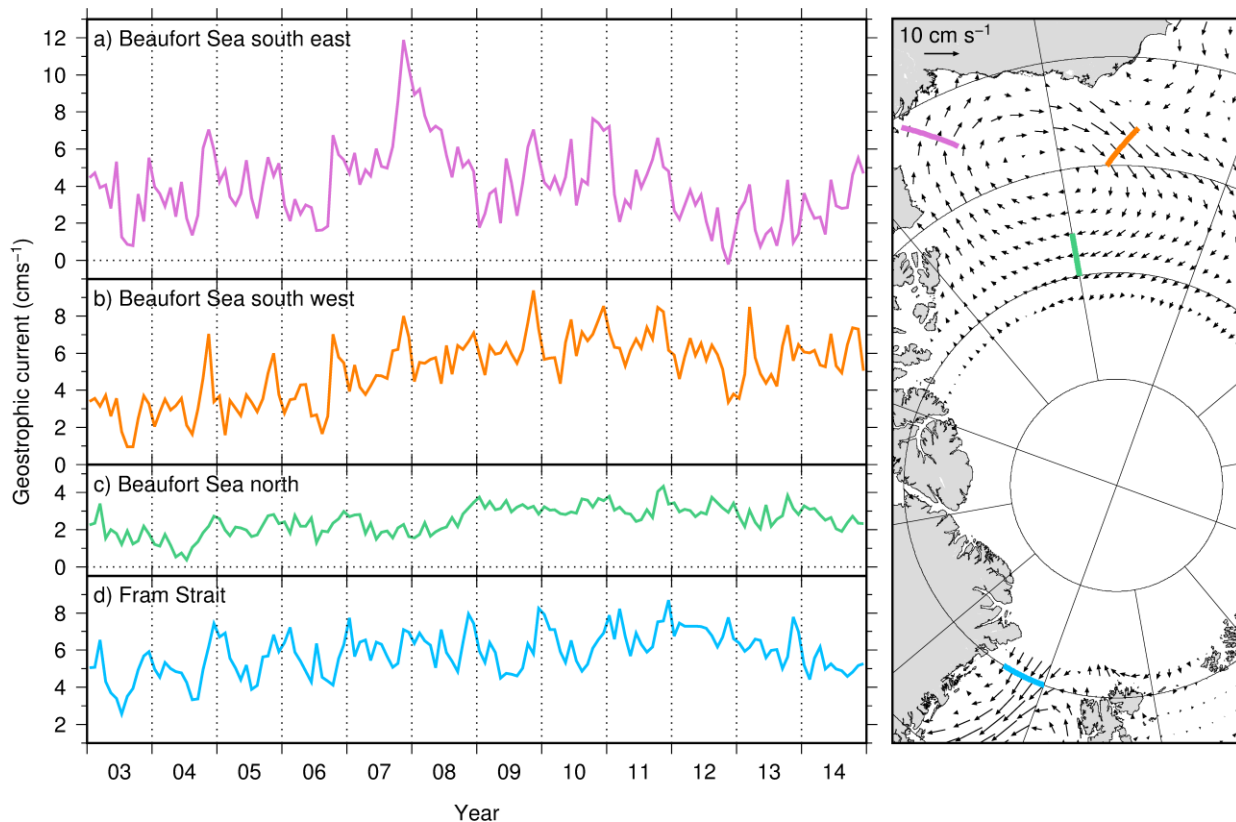 a) Beaufort Sea south east
12
10
8
6
4
2
0
b) Beaufort Sea south west
8
6
4
2
0
c) Beaufort Sea north
4
2
0
d) Fram Strait
8
6
4
2
Geostrophic current (cms⁻¹)
03 04 05 06 07 08 09 10 11 12 13 14
Year
10 cm s⁻¹